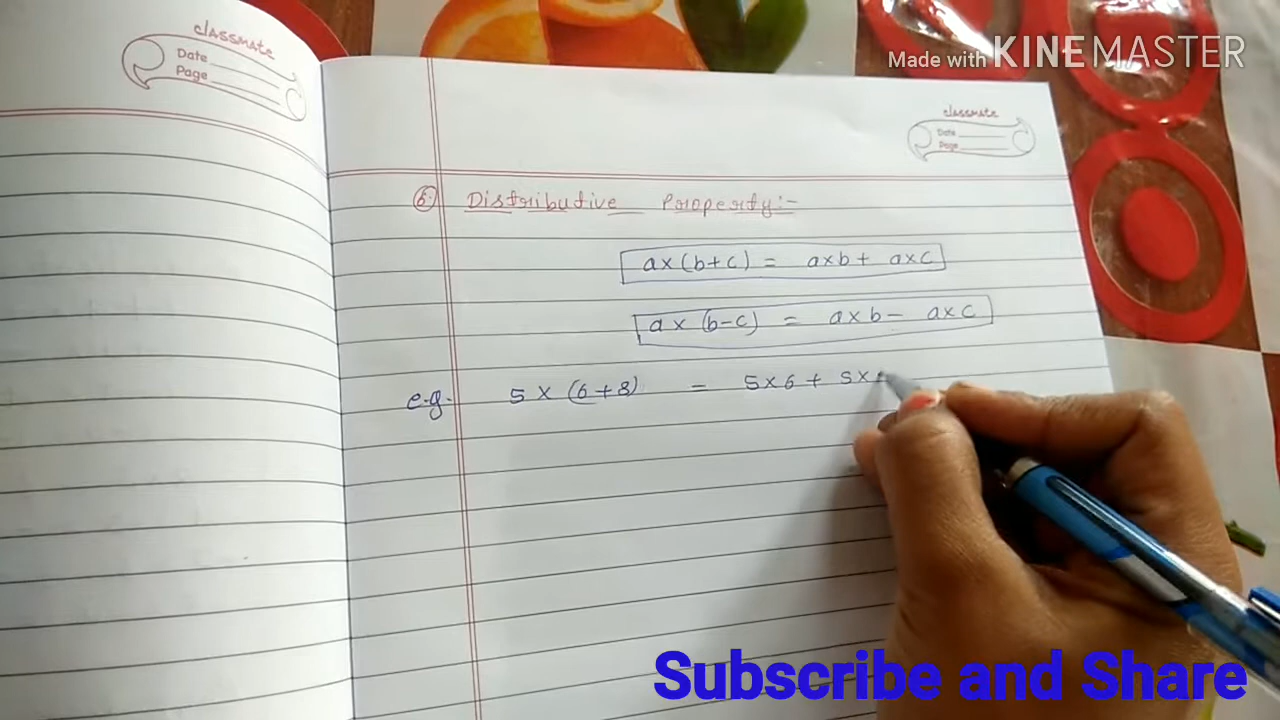 classmate
Date
Page
Made with KINEMASTER
classmate
Date
Page
6. Distributive Property:-
a×(b+c) = a×b+ a×c
a × (b-c) = a×b- a×c
e.g. 5 × (6+8) = 5×6 + 5×
Subscribe and Share